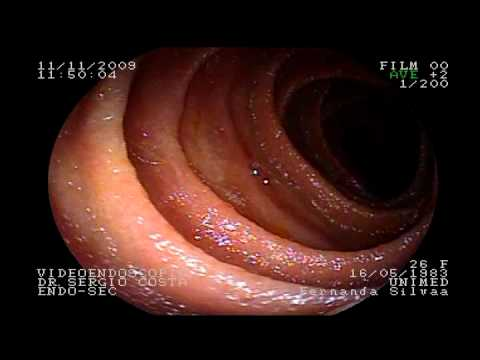 11/11/2009
11:50:04
FILM 00
AVE +2
1/200
VIDEOENDOSCOPI
DR SERGIO COSTA
ENDO-SEC
26 F
16/05/1983
UNIMED
Fernanda Silvaa